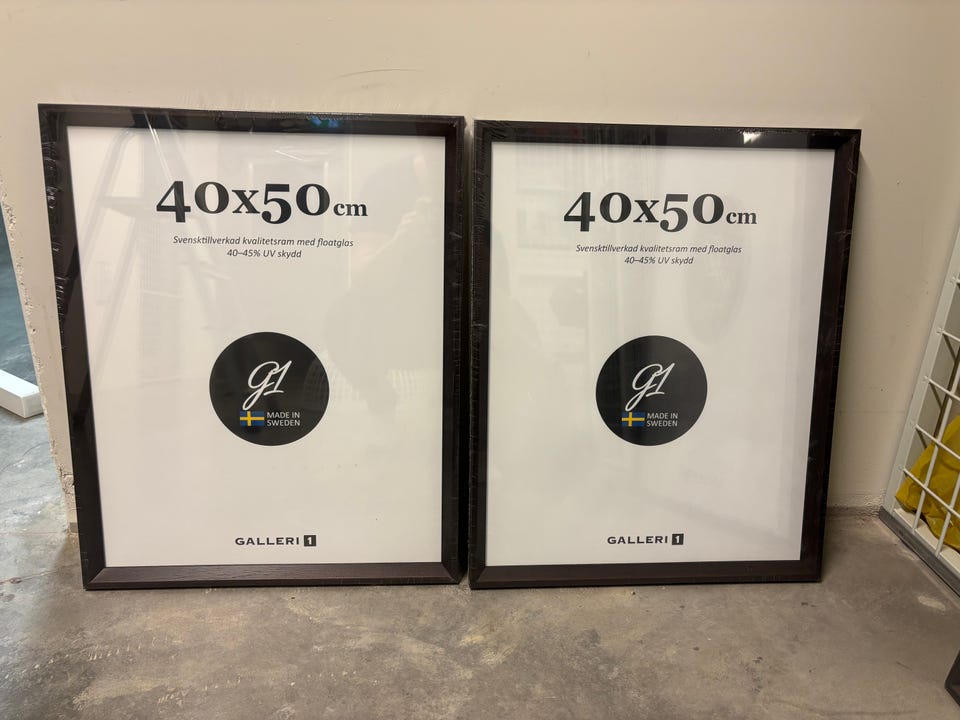 40x50cm
Svensktillverkad kvalitetsram med floatglas
40–45% UV skydd
g1
MADE IN
SWEDEN
GALLERI 1
40x50cm
Svensktillverkad kvalitetsram med floatglas
40–45% UV skydd
g1
MADE IN
SWEDEN
GALLERI 1